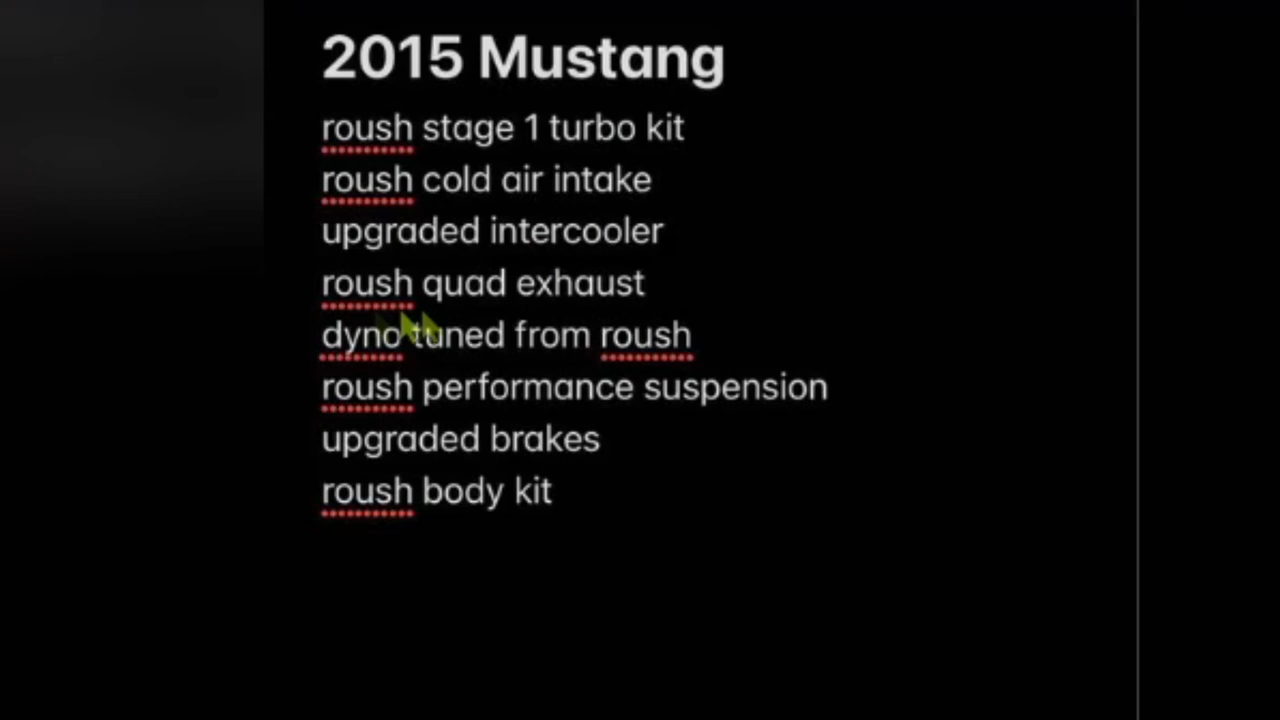 2015 Mustang
roush stage 1 turbo kit
roush cold air intake
upgraded intercooler
roush quad exhaust
dyno tuned from roush
roush performance suspension
upgraded brakes
roush body kit